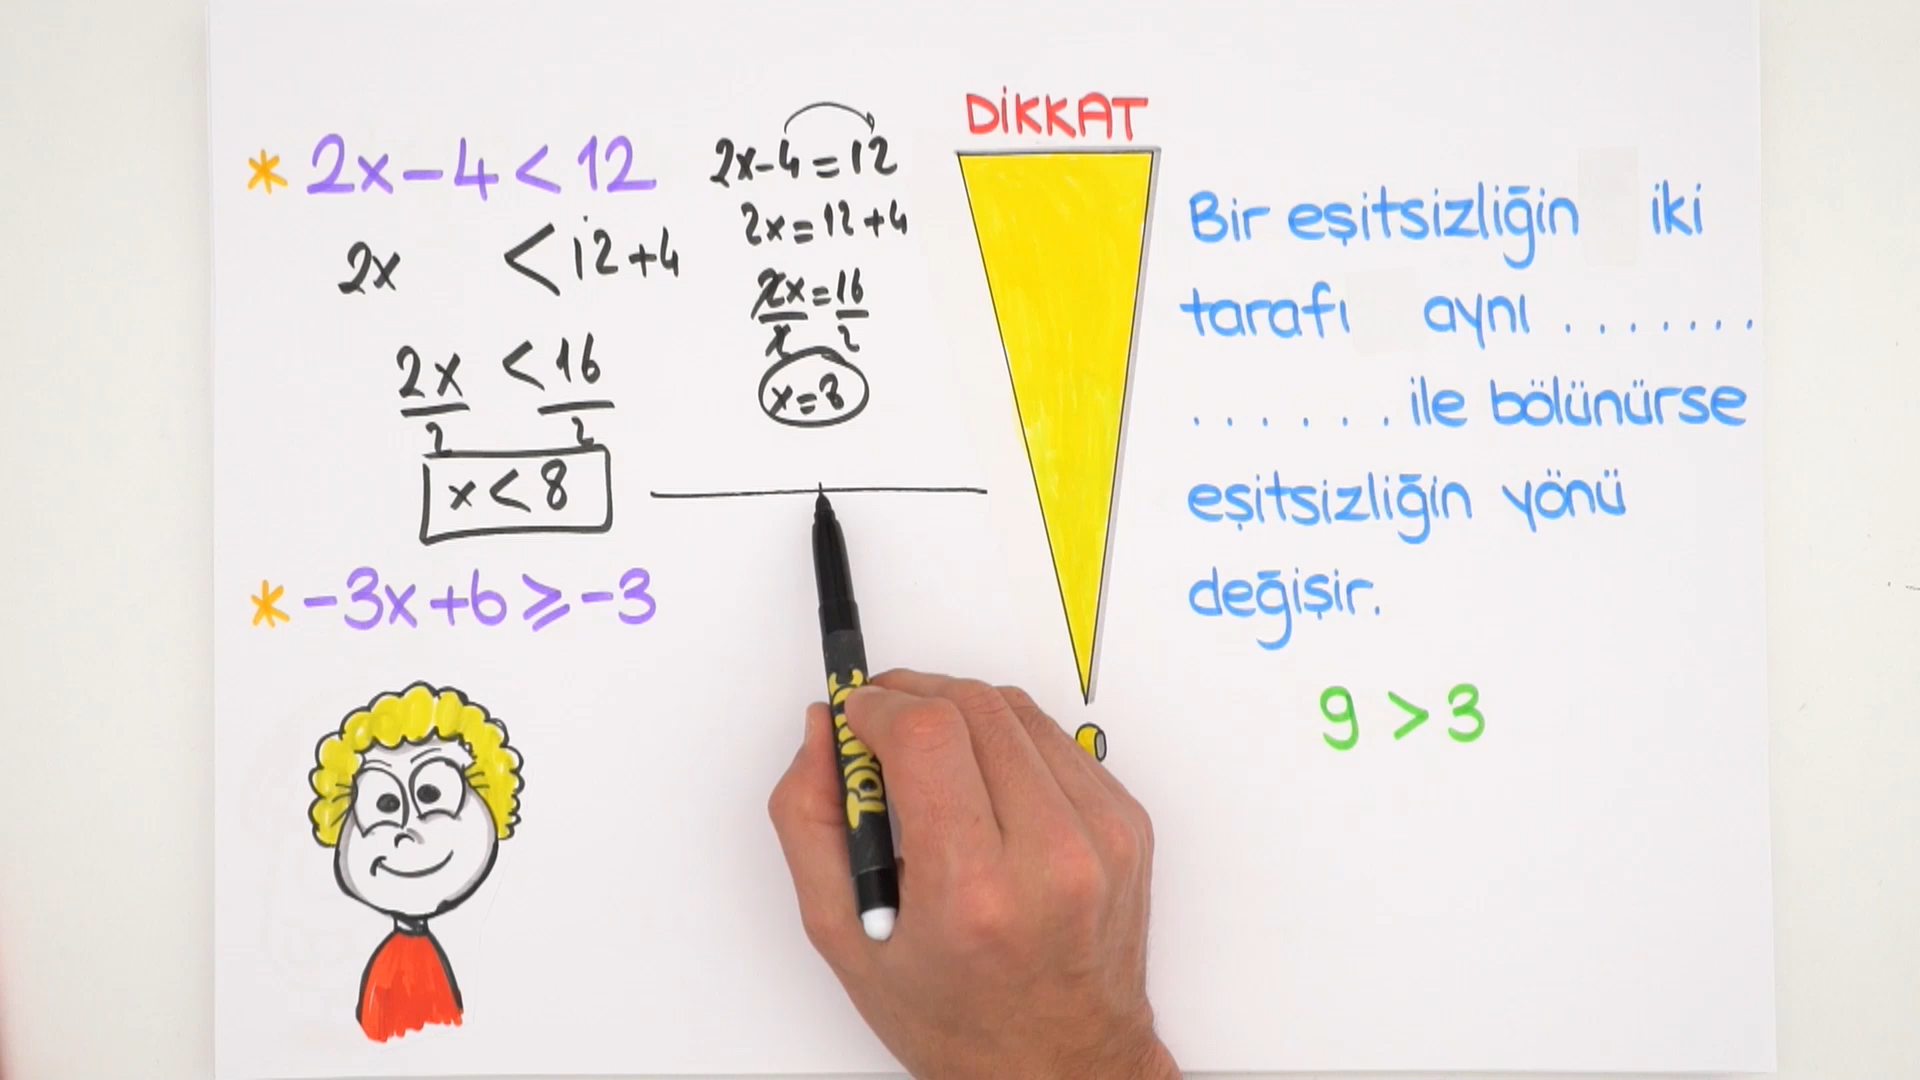 * 2x-4<12
2x <12+4
2x <16
2 2
x<8
2x-4=12
2x=12+4
2x=16
2 2
x=8
* -3x+6≥-3
DİKKAT
Bir eşitsizliğin iki
tarafı aynı .......
...... ile bölünürse
eşitsizliğin yönü
değişir.
9 > 3